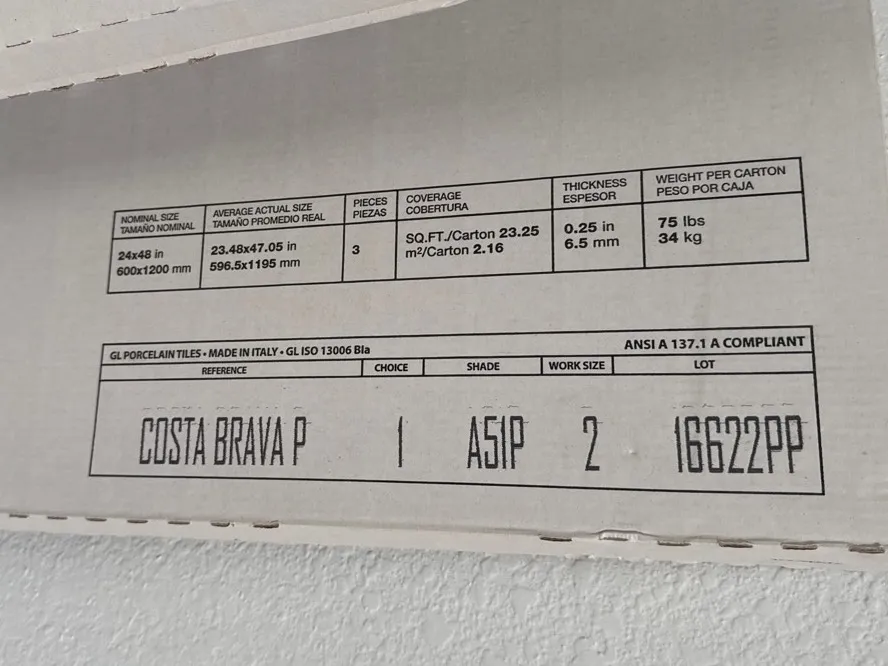 NOMINAL SIZE
TAMAÑO NOMINAL
24x48 in
600x1200 mm
AVERAGE ACTUAL SIZE
TAMAÑO PROMEDIO REAL
23.48x47.05 in
596.5x1195 mm
PIECES
PIEZAS
3
COVERAGE
COBERTURA
SQ.FT./Carton 23.25
m²/Carton 2.16
THICKNESS
ESPESOR
0.25 in
6.5 mm
WEIGHT PER CARTON
PESO POR CAJA
75 lbs
34 kg
GL PORCELAIN TILES • MADE IN ITALY • GL ISO 13006 BIa
ANSI A 137.1 A COMPLIANT
REFERENCE
COSTA BRAVA P
CHOICE
1
SHADE
A51P
WORK SIZE
2
LOT
16622PP